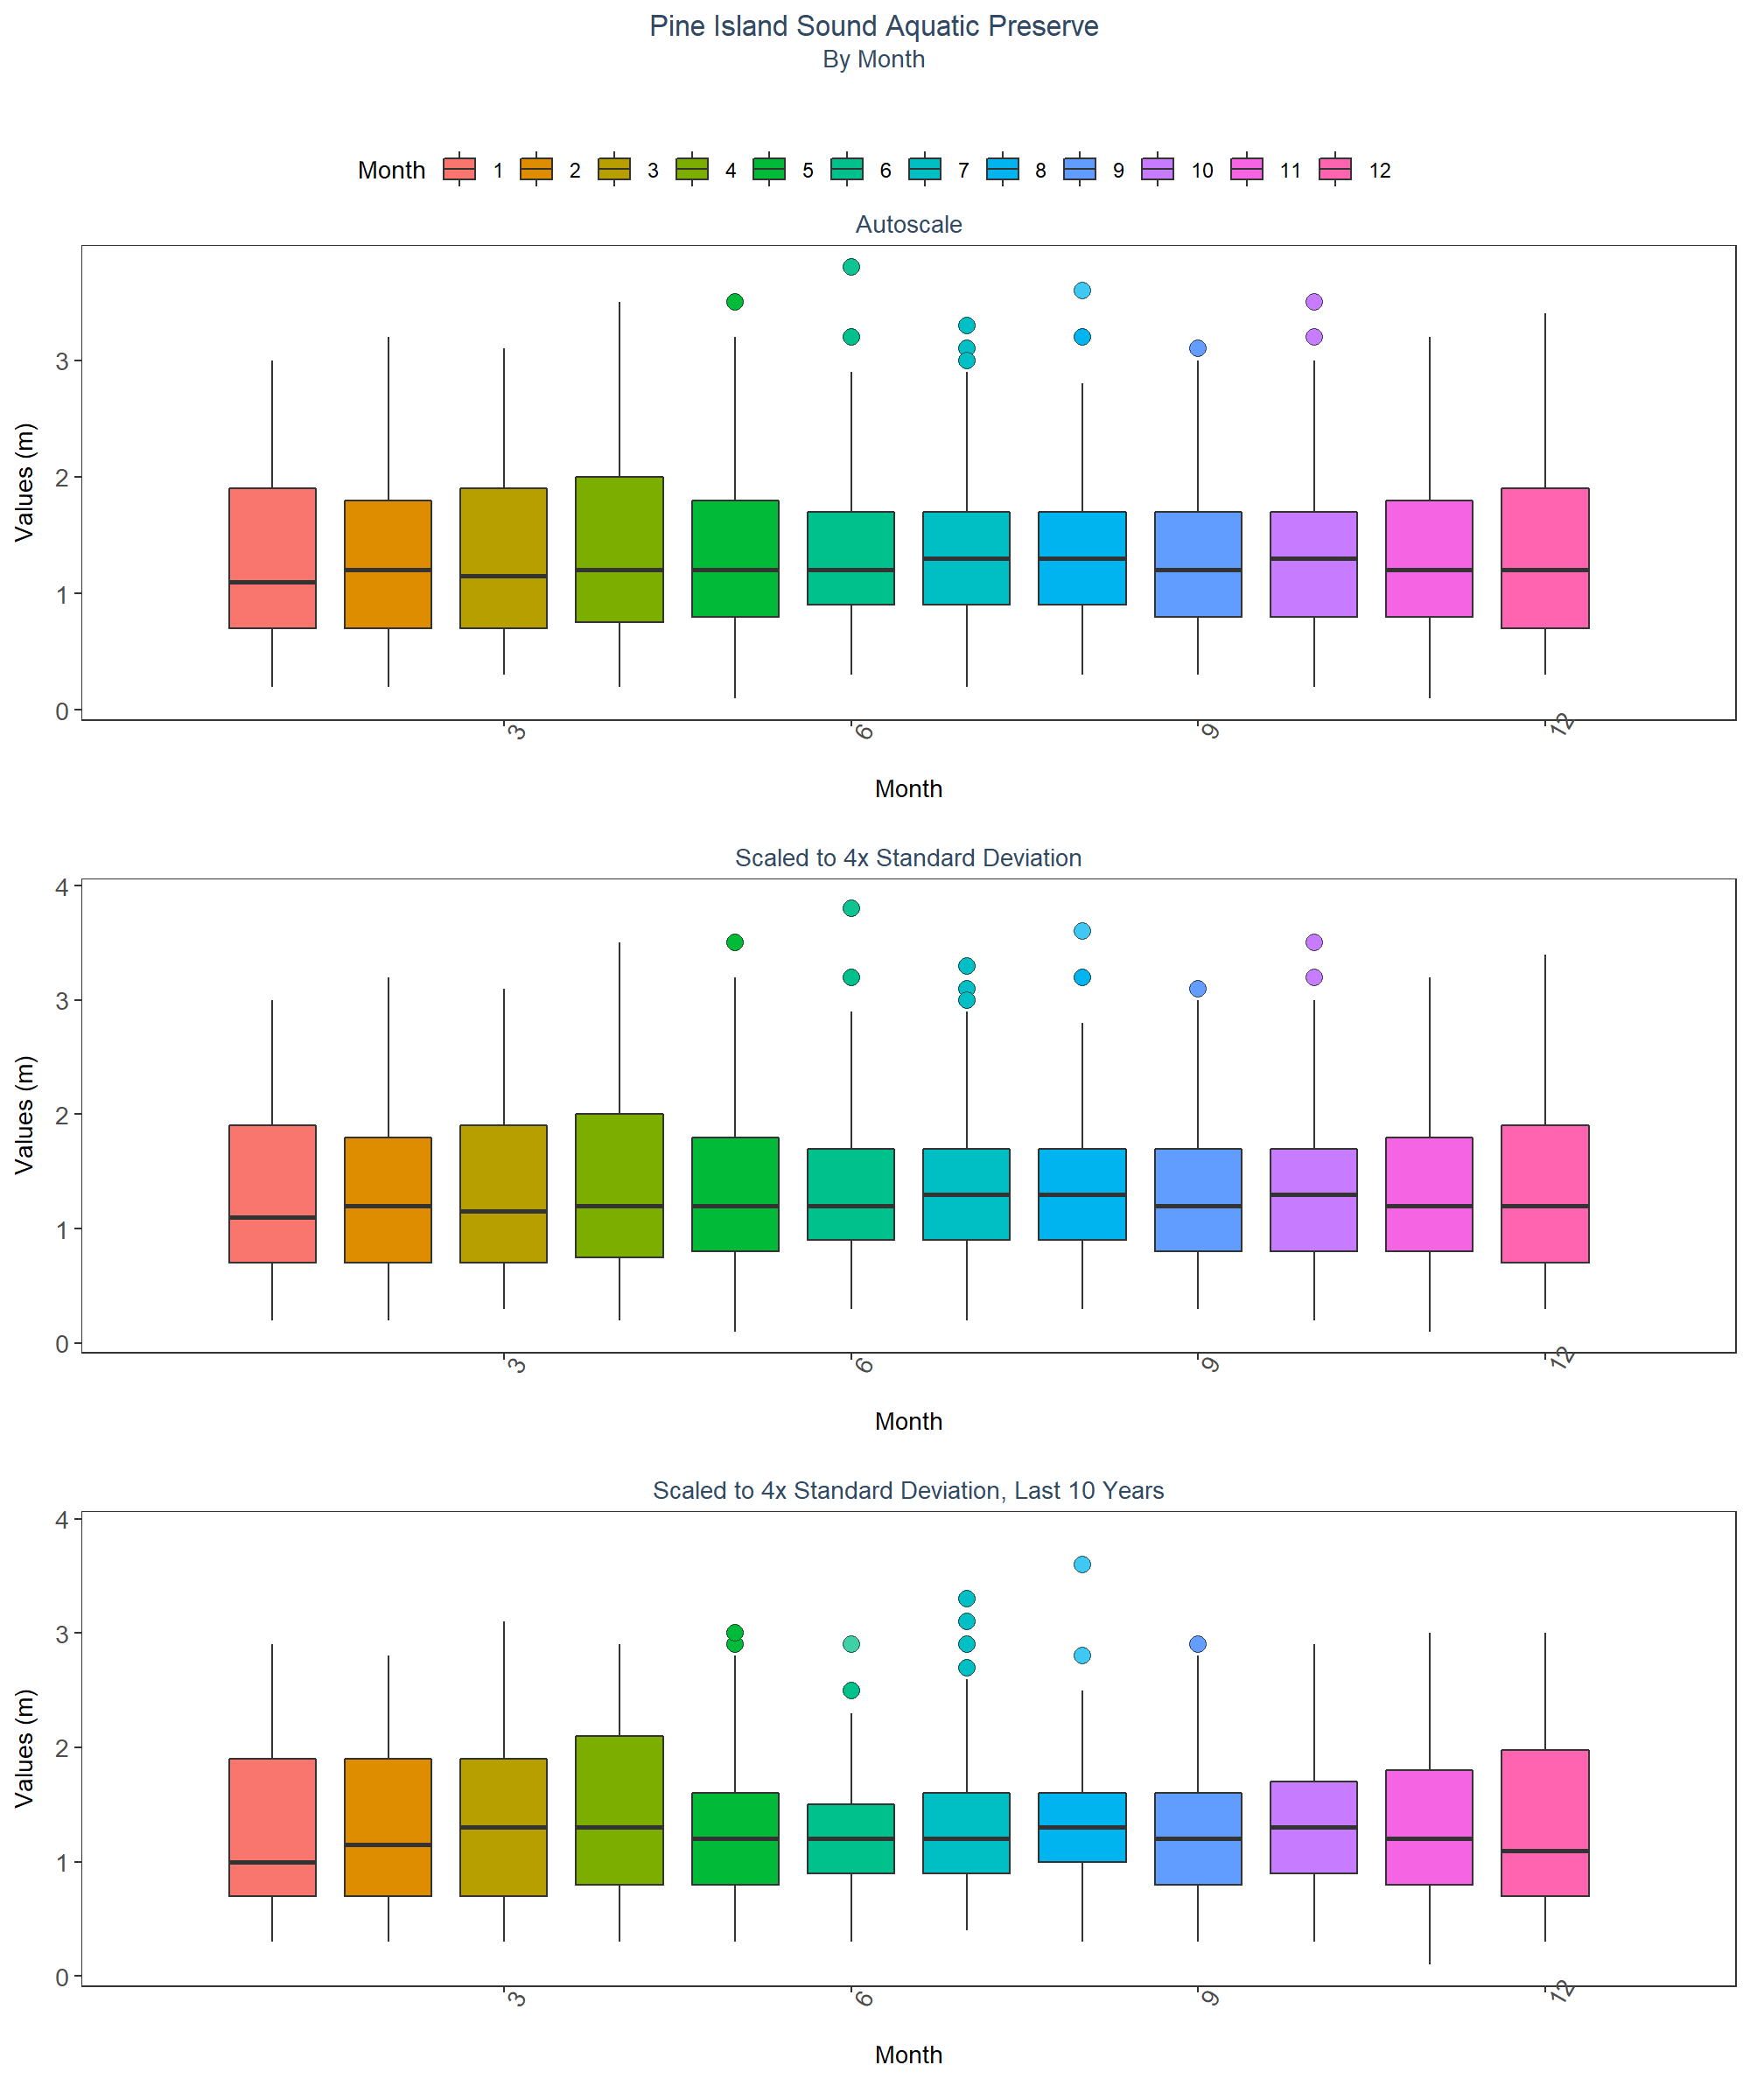 Pine Island Sound Aquatic Preserve
By Month
Month 1 2 3 4 5 6 7 8 9 10 11 12
Autoscale
Values (m)
3
2
1
0
3 6 9 12
Month
Scaled to 4x Standard Deviation
Values (m)
4
3
2
1
0
3 6 9 12
Month
Scaled to 4x Standard Deviation, Last 10 Years
Values (m)
4
3
2
1
0
3 6 9 12
Month